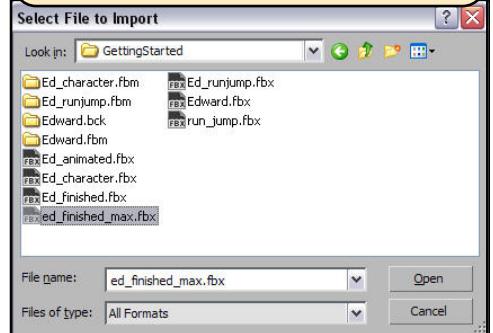 Select File to Import
Look in: GettingStarted
Ed_character.fbm
Ed_runjump.fbm
Edward.bck
Edward.fbm
Ed_animated.fbx
Ed_character.fbx
Ed_finished.fbx
ed_finished_max.fbx
Ed_runjump.fbx
Edward.fbx
run_jump.fbx
File name: ed_finished_max.fbx Open
Files of type: All Formats Cancel